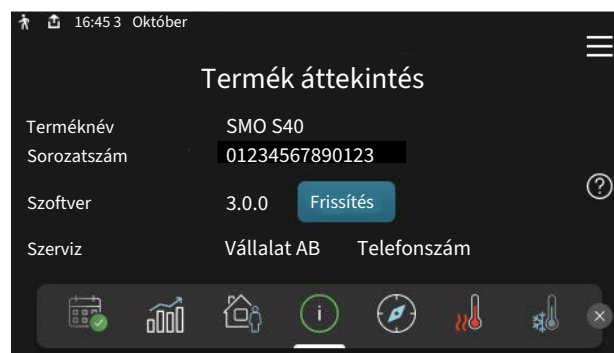 16:45 3 Október
Termék áttekintés
Terméknév SMO S40
Sorozatszám 01234567890123
Szoftver 3.0.0 Frissítés
Szerviz Vállalat AB Telefonszám